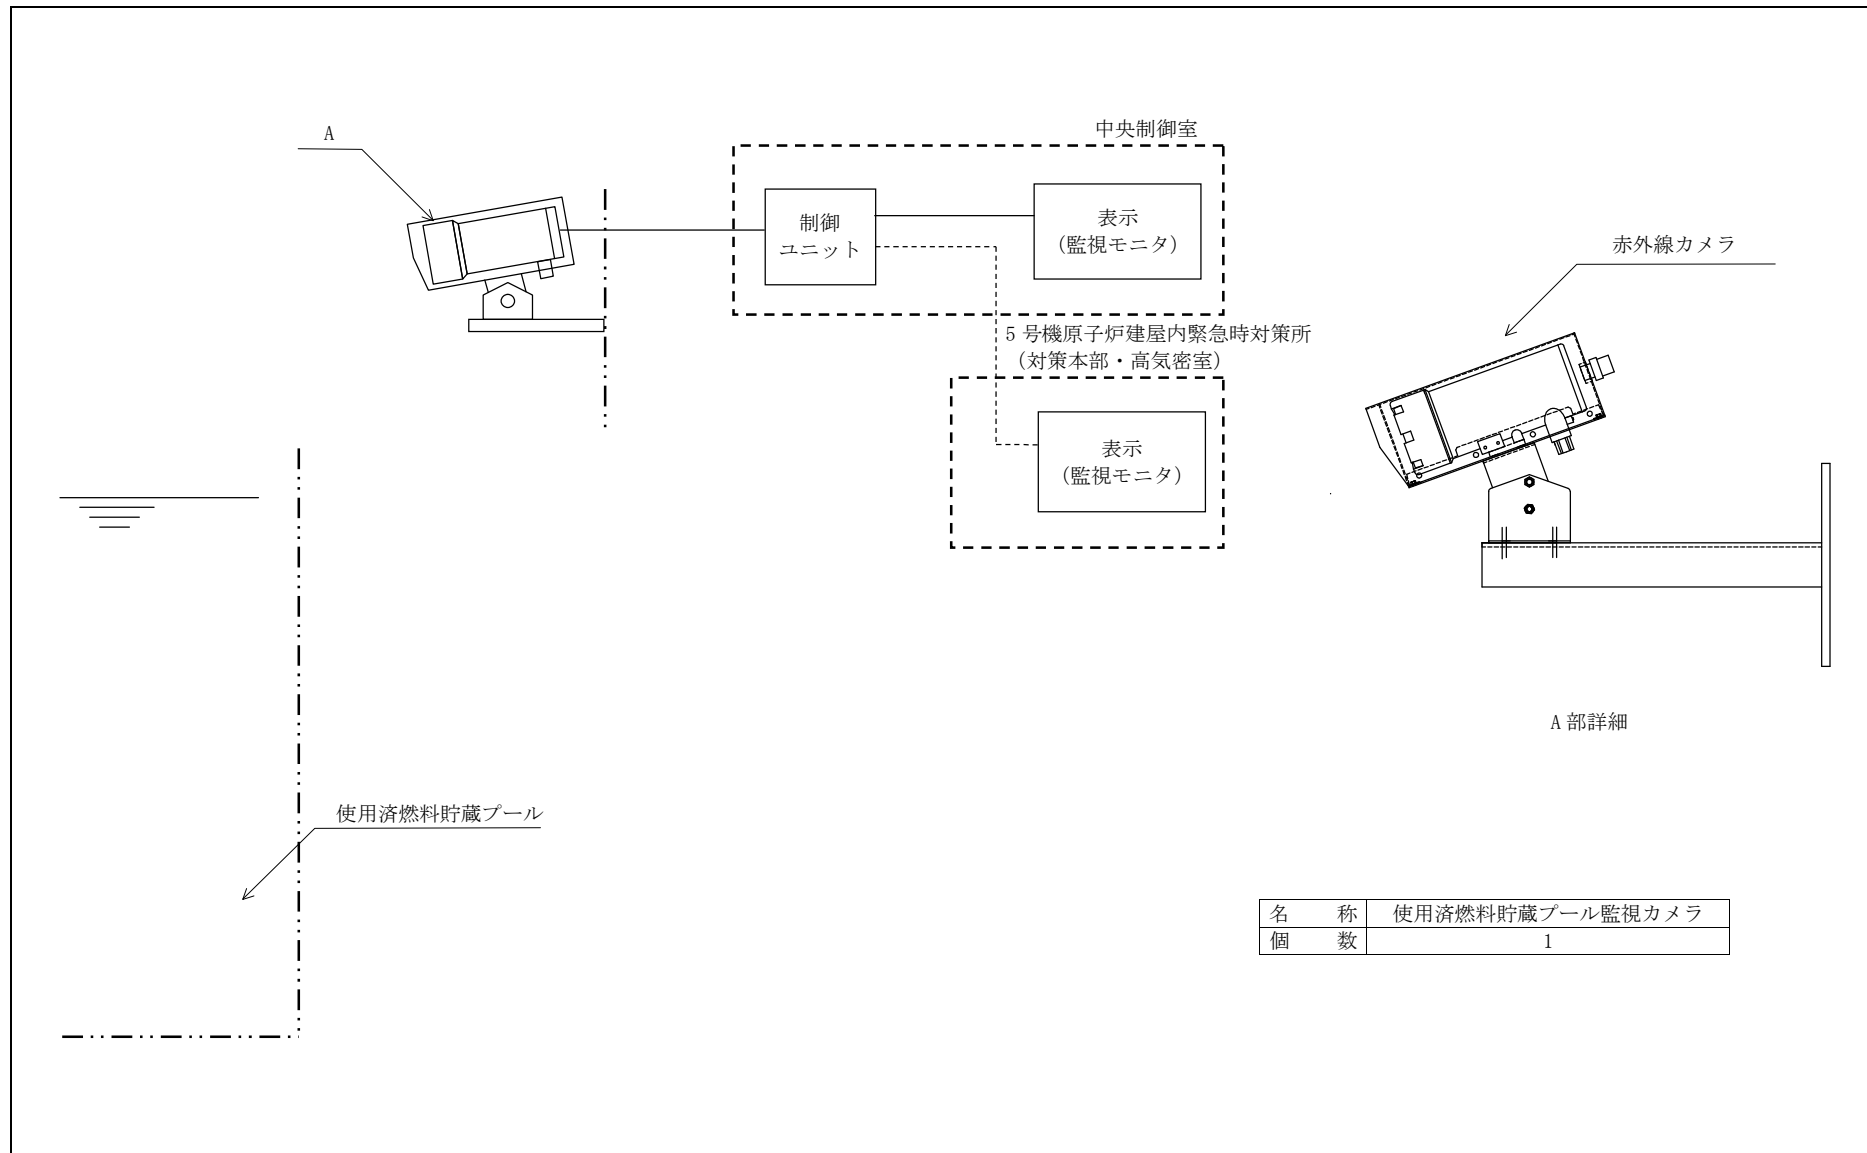 中央制御室
A
制御
ユニット
表示
(監視モニタ)
赤外線カメラ
5号機原子炉建屋内緊急時対策所
(対策本部・高気密室)
表示
(監視モニタ)
A部詳細
使用済燃料貯蔵プール
名 称 使用済燃料貯蔵プール監視カメラ
個 数 1